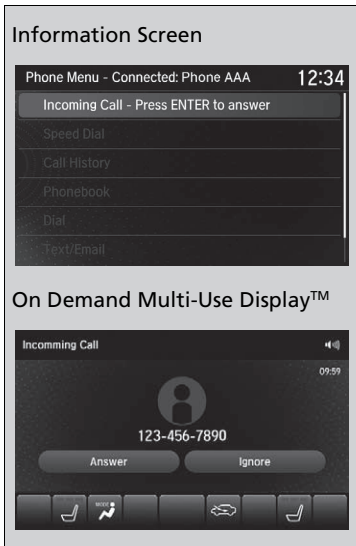 Information Screen
Phone Menu - Connected: Phone AAA 12:34
Incoming Call - Press ENTER to answer
Speed Dial
Call History
Phonebook
Dial
Text/Email
On Demand Multi-Use Display™
Incomming Call
09:59
123-456-7890
Answer Ignore
MODE